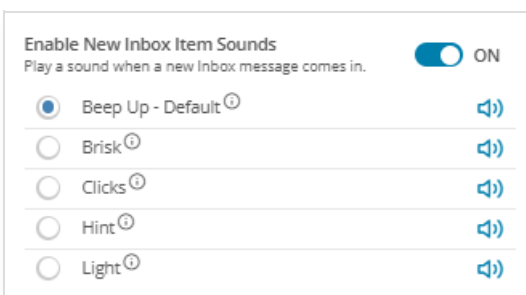 Enable New Inbox Item Sounds
ON
Play a sound when a new Inbox message comes in.
Beep Up - Default
Brisk
Clicks
Hint
Light